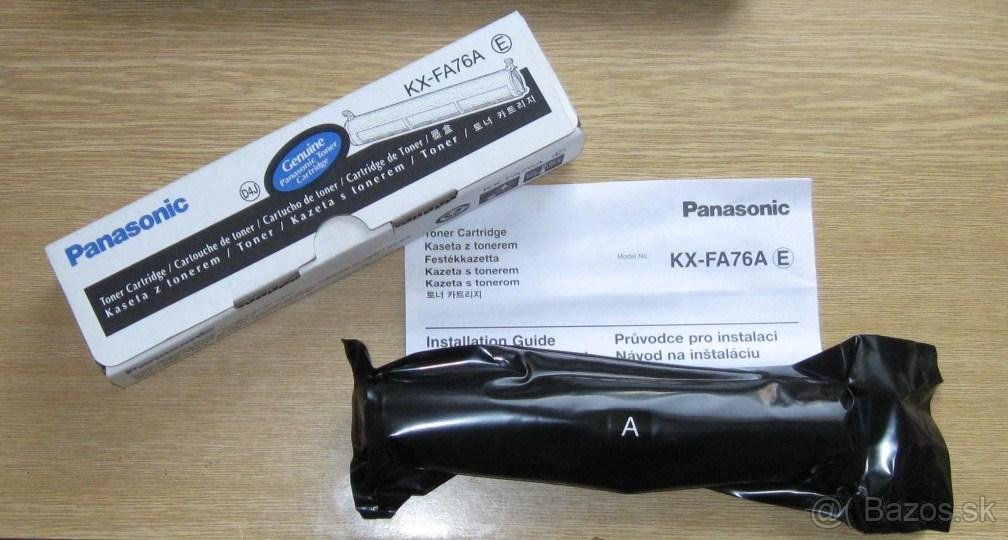 KX-FA76A E
Genuine
Panasonic Toner
Cartridge
D4J
Panasonic
Toner Cartridge / Cartouche de toner / Cartucho de toner / Cartridge de Toner / 墨盒
Kaseta z tonerem / Toner / Kazeta s tonerem / Toner / 토너 카트리지
Panasonic
Panasonic
Toner Cartridge
Kaseta z tonerem
Festékkazetta
Kazeta s tonerem
Kazeta s tonerom
토너 카트리지
Model No.
KX-FA76A E
Installation Guide
Průvodce pro instalaci
Návod na inštaláciu
A
@ Bazos.sk